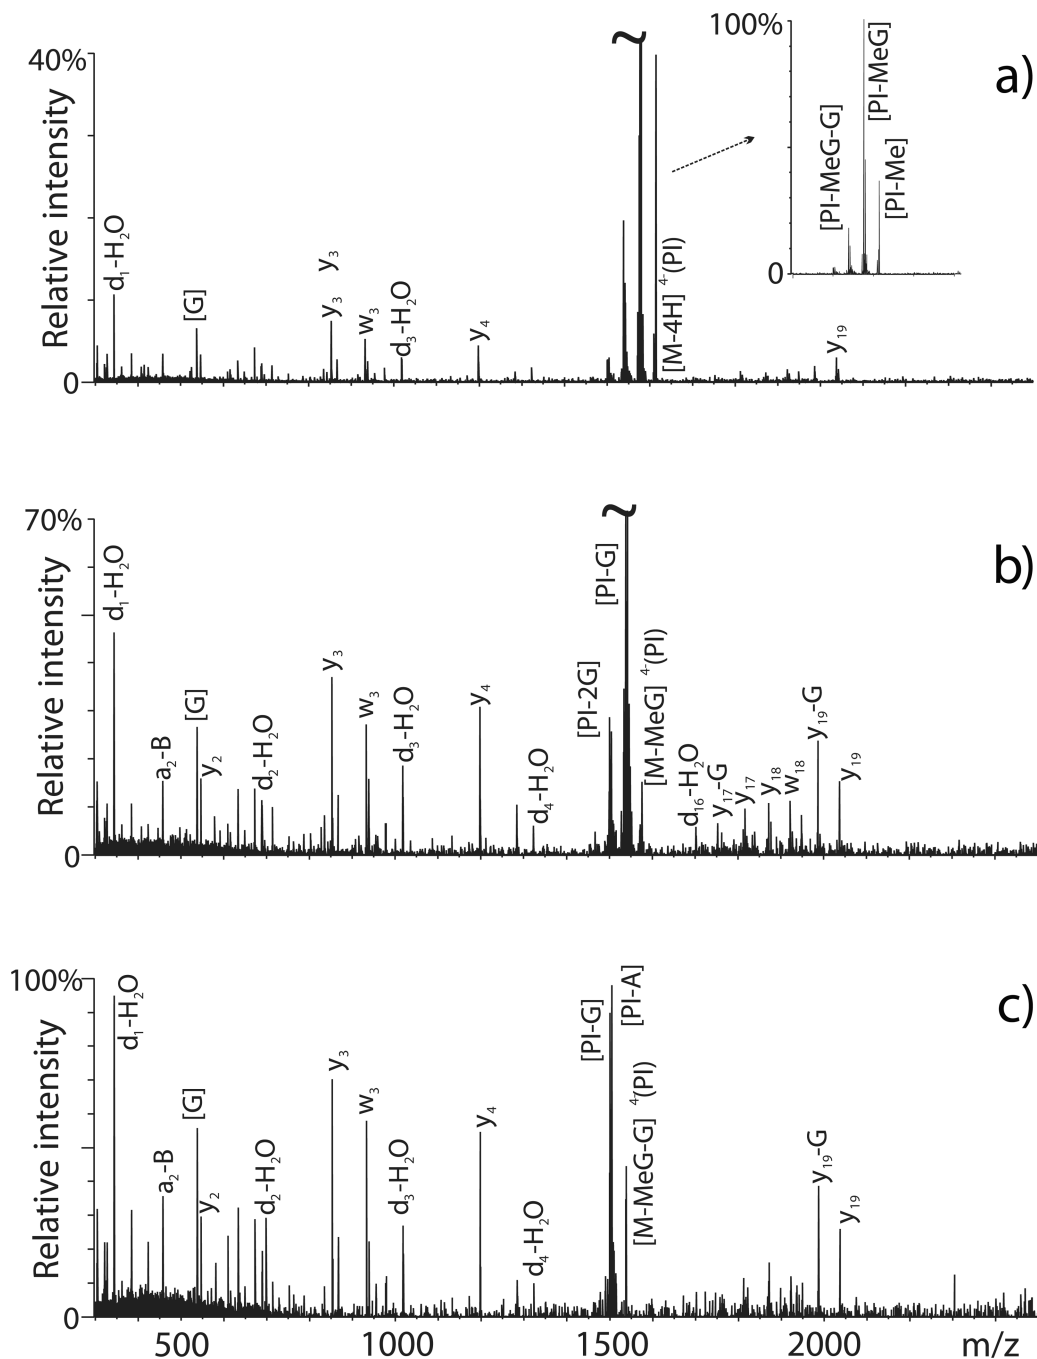 40%
Relative intensity
0
d₁-H₂O
[G]
y₃
y₃
w₃
d₃-H₂O
y₄
~
[M-4H] ⁴⁻(PI)
y₁₉
100%
0
[PI-MeG-G]
[PI-MeG]
[PI-Me]
a)
70%
Relative intensity
0
d₁-H₂O
a₂-B
[G]
y₂
d₂-H₂O
y₃
w₃
d₃-H₂O
y₄
d₄-H₂O
[PI-2G]
[PI-G]
~
[M-MeG] ⁴⁻(PI)
d₁₆-H₂O
y₁₇-G
y₁₇
y₁₈
w₁₈
y₁₉-G
y₁₉
b)
100%
Relative intensity
0
d₁-H₂O
a₂-B
[G]
y₂
d₂-H₂O
y₃
w₃
d₃-H₂O
y₄
d₄-H₂O
[PI-G]
[PI-A]
[M-MeG-G] ⁴⁻(PI)
y₁₉-G
y₁₉
c)
500 1000 1500 2000 m/z